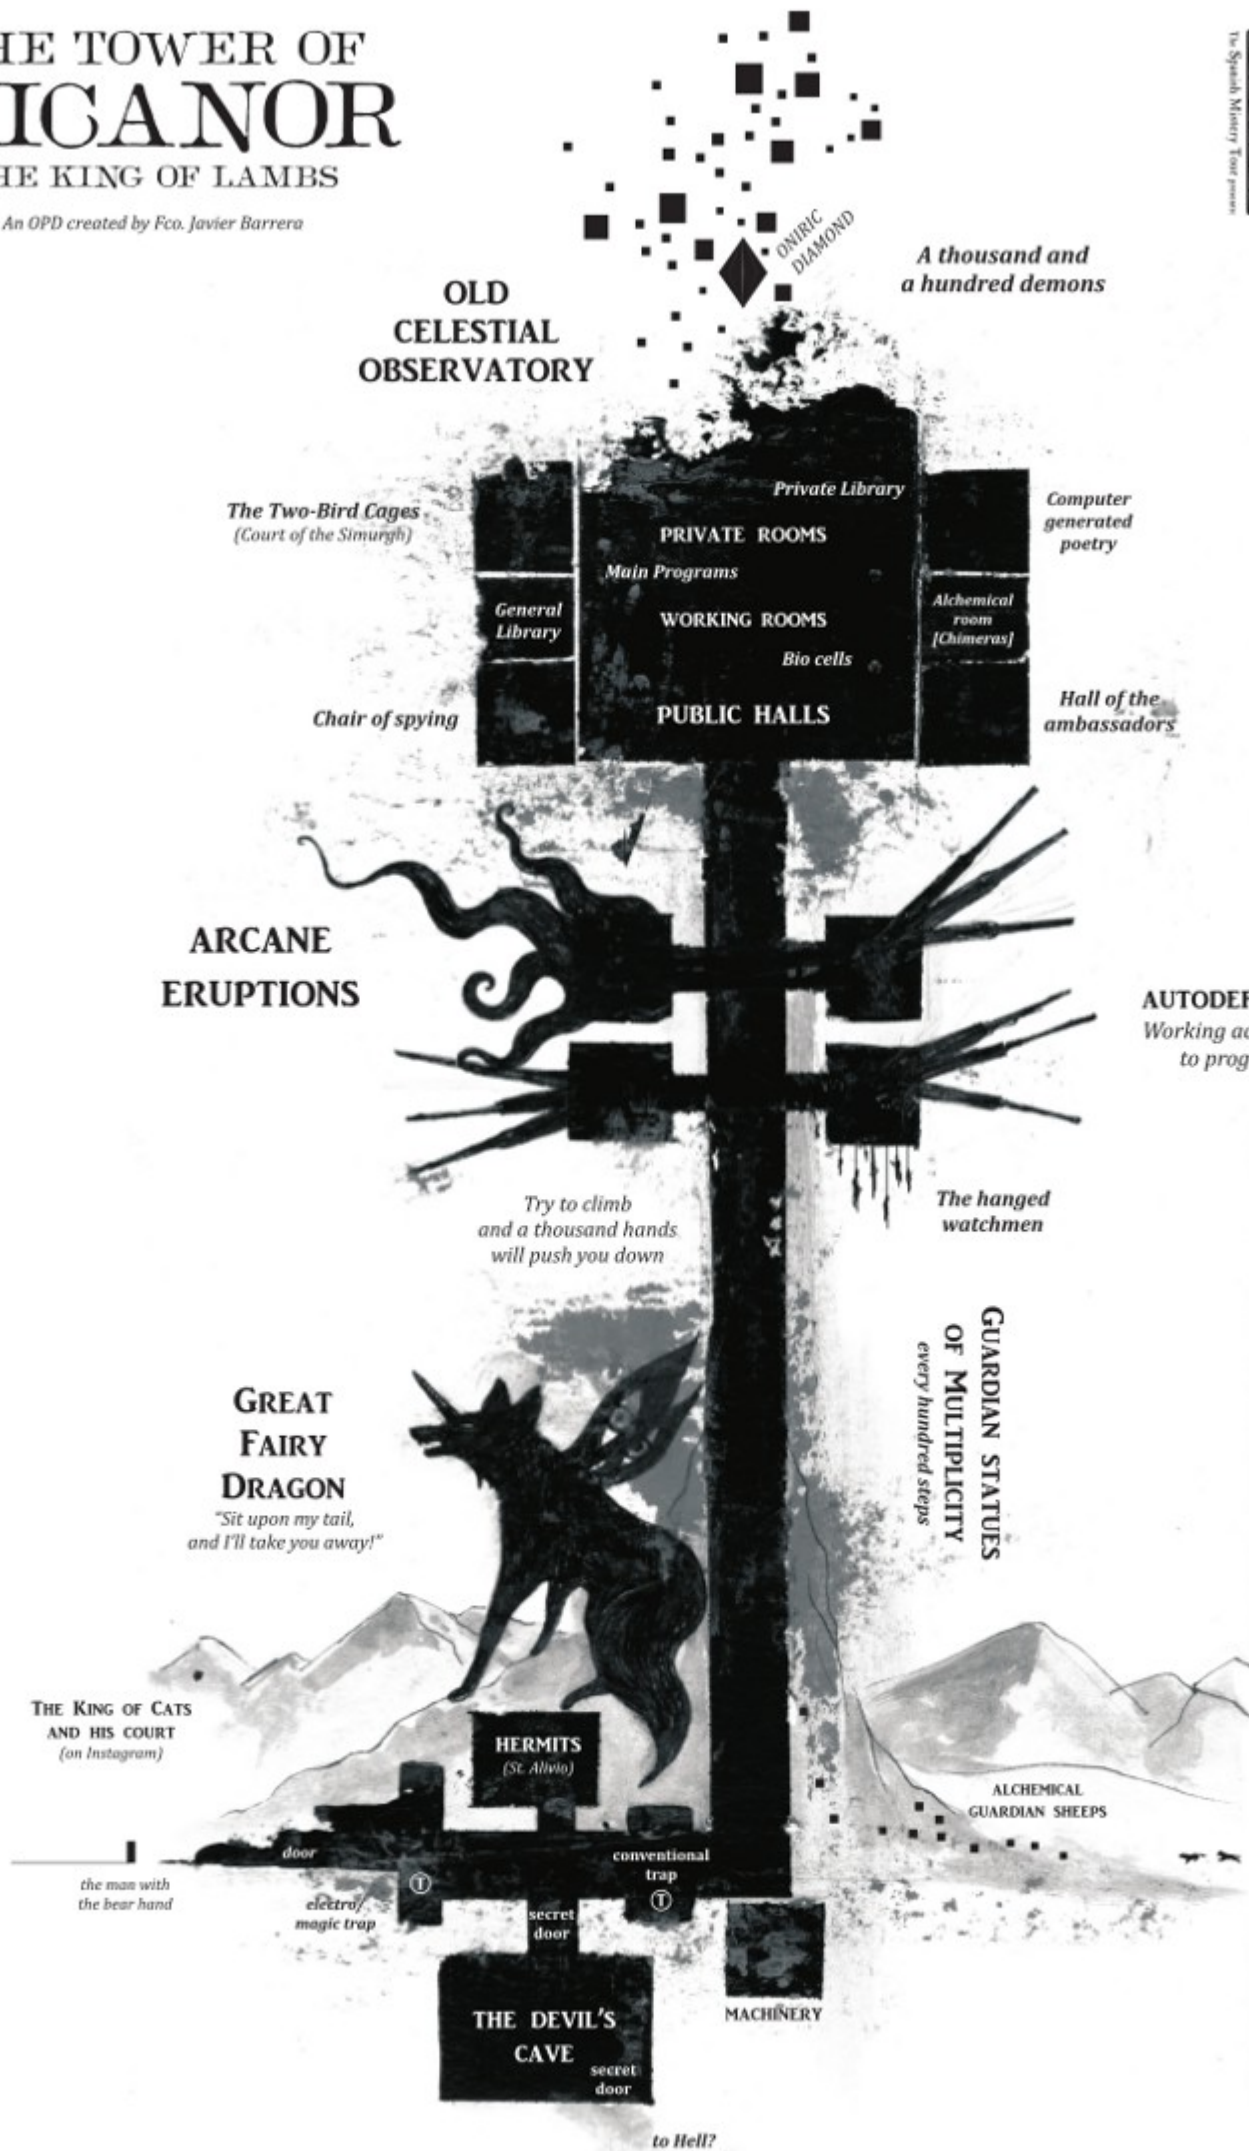 HE TOWER OF
ICANOR
HE KING OF LAMBS
An OPD created by Fco. Javier Barrera
The Spanish Mistery Tour presents:
ONIRIC
DIAMOND
A thousand and
a hundred demons
OLD
CELESTIAL
OBSERVATORY
The Two-Bird Cages
(Court of the Simurgh)
Private Library
PRIVATE ROOMS
Main Programs
Computer
generated
poetry
General
Library
WORKING ROOMS
Bio cells
Alchemical
room
[Chimeras]
Chair of spying
PUBLIC HALLS
Hall of the
ambassadors
ARCANE
ERUPTIONS
AUTODEF
Working ac
to prog
Try to climb
and a thousand hands
will push you down
The hanged
watchmen
GUARDIAN STATUES
OF MULTIPLICITY
every hundred steps
GREAT
FAIRY
DRAGON
"Sit upon my tail,
and I'll take you away!"
THE KING OF CATS
AND HIS COURT
(on Instagram)
HERMITS
(St. Alivio)
ALCHEMICAL
GUARDIAN SHEEPS
door
conventional
trap
T
the man with
the bear hand
electro/
magic trap
T
secret
door
MACHINERY
THE DEVIL'S
CAVE
secret
door
to Hell?